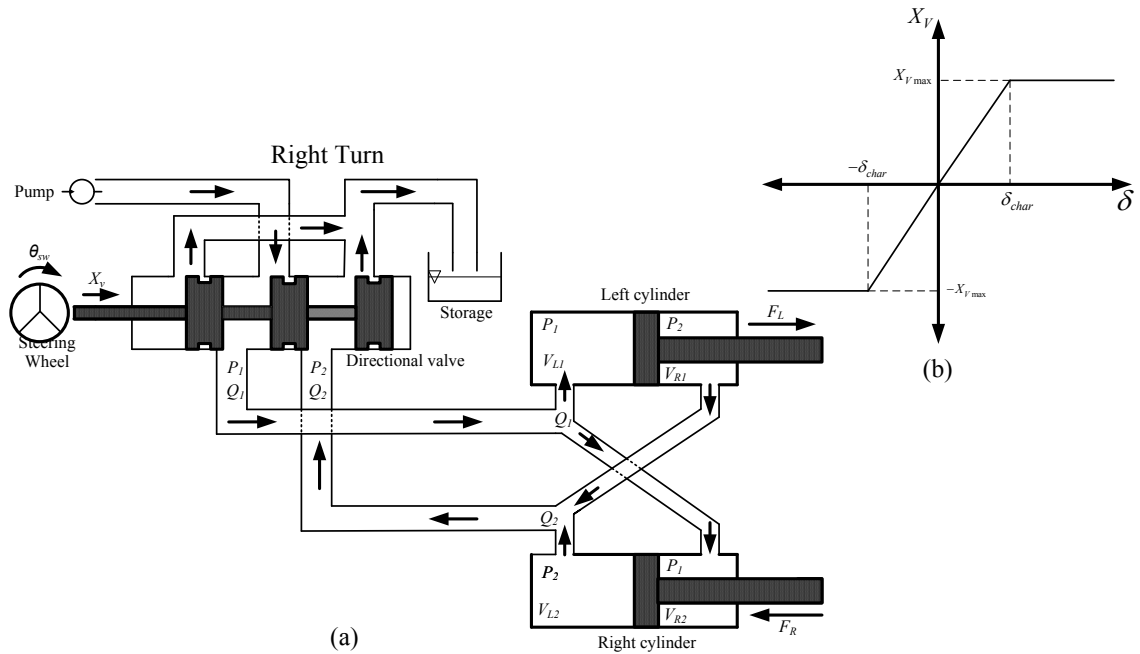 Right Turn
Pump
θsw
Xv
Steering
Wheel
Storage
Directional valve
P1
Q1
P2
Q2
Left cylinder
P1
P2
VL1
VR1
FL
Q1
Q2
P2
P1
VL2
VR2
FR
Right cylinder
(a)
XV
XV max
−δchar
δchar
δ
−XV max
(b)